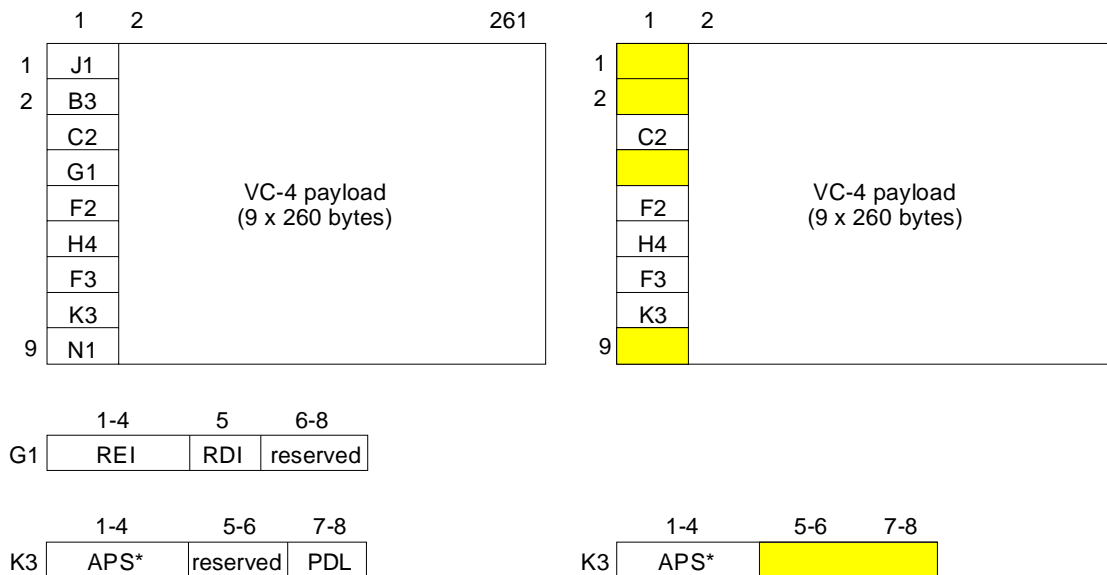 1 2 261
1 J1
2 B3
C2
G1
F2
H4
F3
K3
9 N1
VC-4 payload
(9 x 260 bytes)
1 2
1
2
C2
F2
H4
F3
K3
9
VC-4 payload
(9 x 260 bytes)
1-4 5 6-8
G1 REI RDI reserved
1-4 5-6 7-8
K3 APS* reserved PDL
1-4 5-6 7-8
K3 APS*